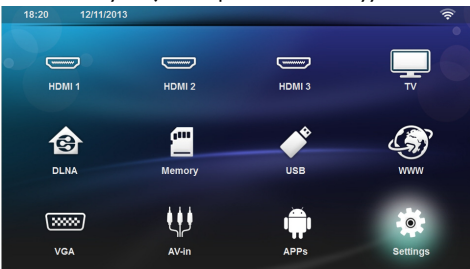 18:20 12/11/2013
HDMI 1 HDMI 2 HDMI 3 TV
DLNA Memory USB WWW
VGA AV-in APPs Settings